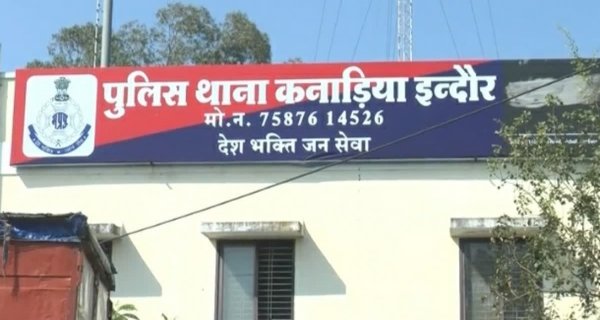 पुलिस थाना कनाड़िया इन्दौर
मो.न. 75876 14526
देश भक्ति जन सेवा